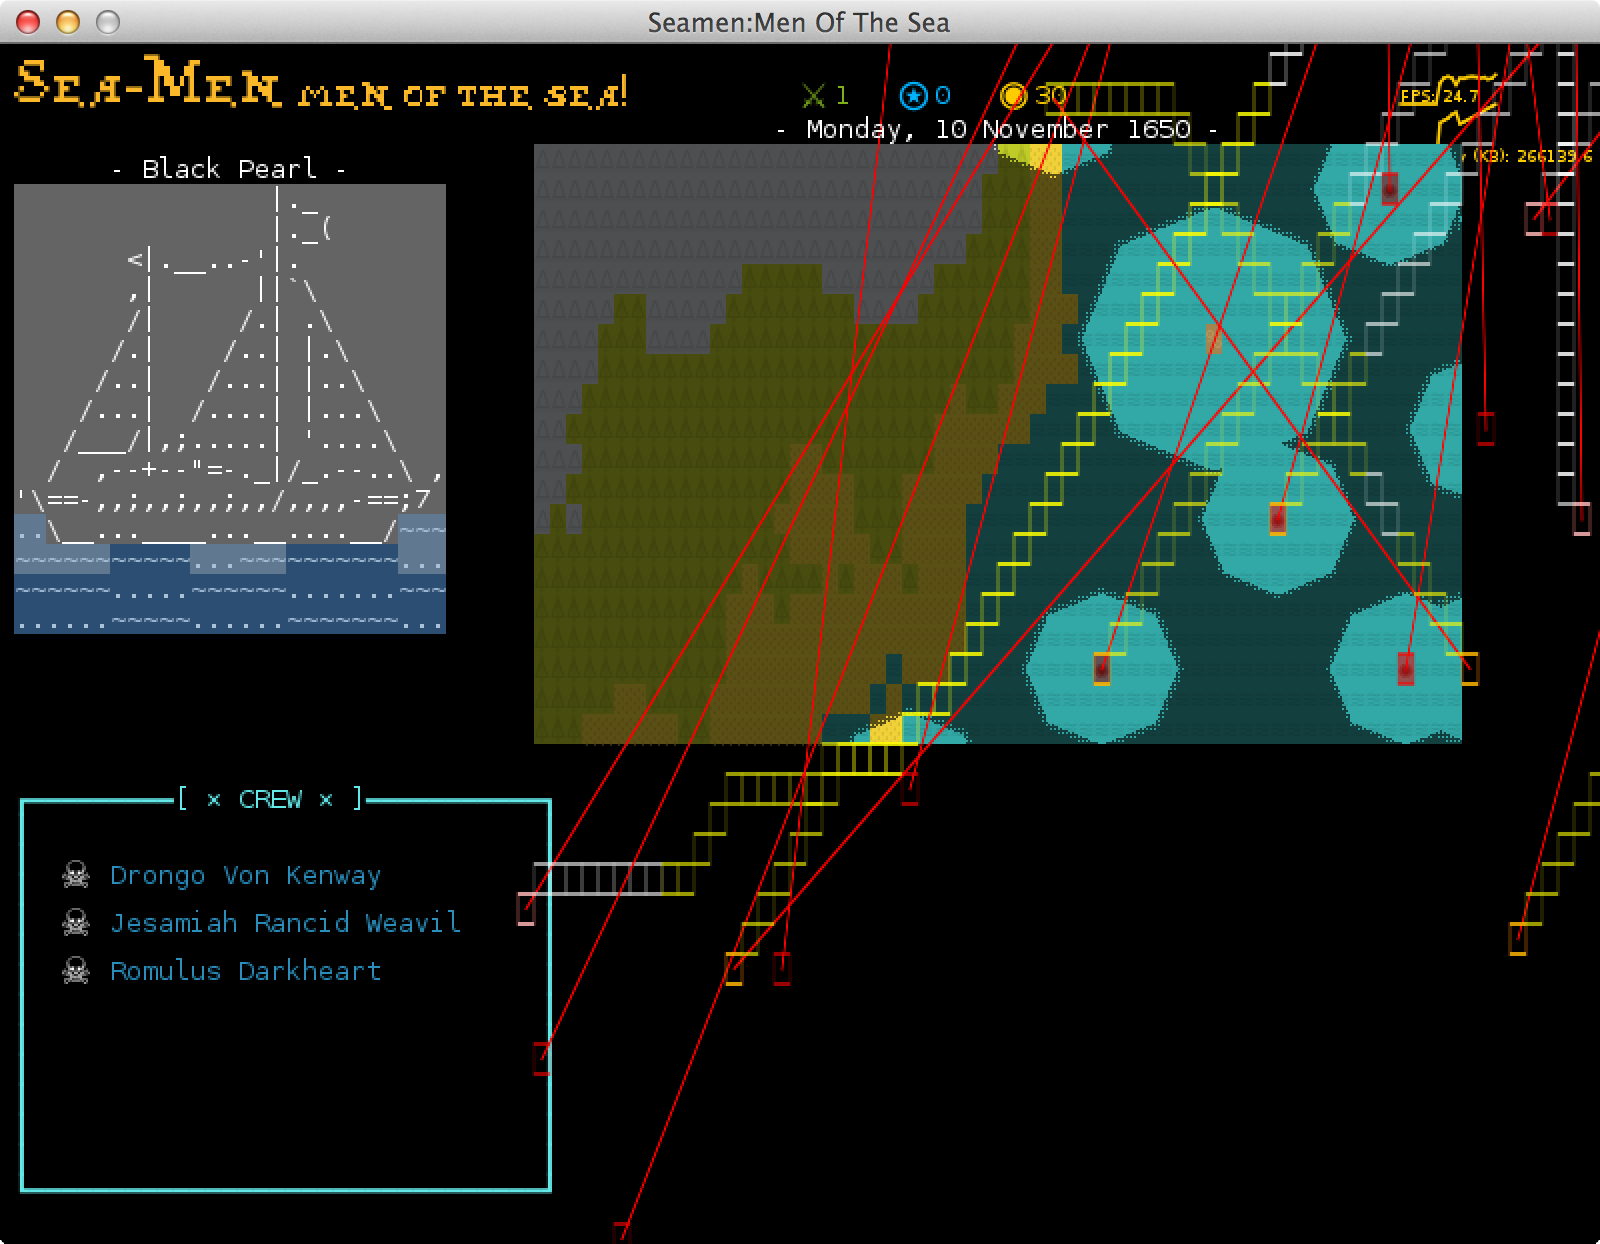 Seamen:Men Of The Sea
SEA-MEN MEN OF THE SEA!
1 0 30
FPS: 24.7
- Monday, 10 November 1650 -
(KB): 266139.6
- Black Pearl -
[ × CREW × ]
Drongo Von Kenway
Jesamiah Rancid Weavil
Romulus Darkheart